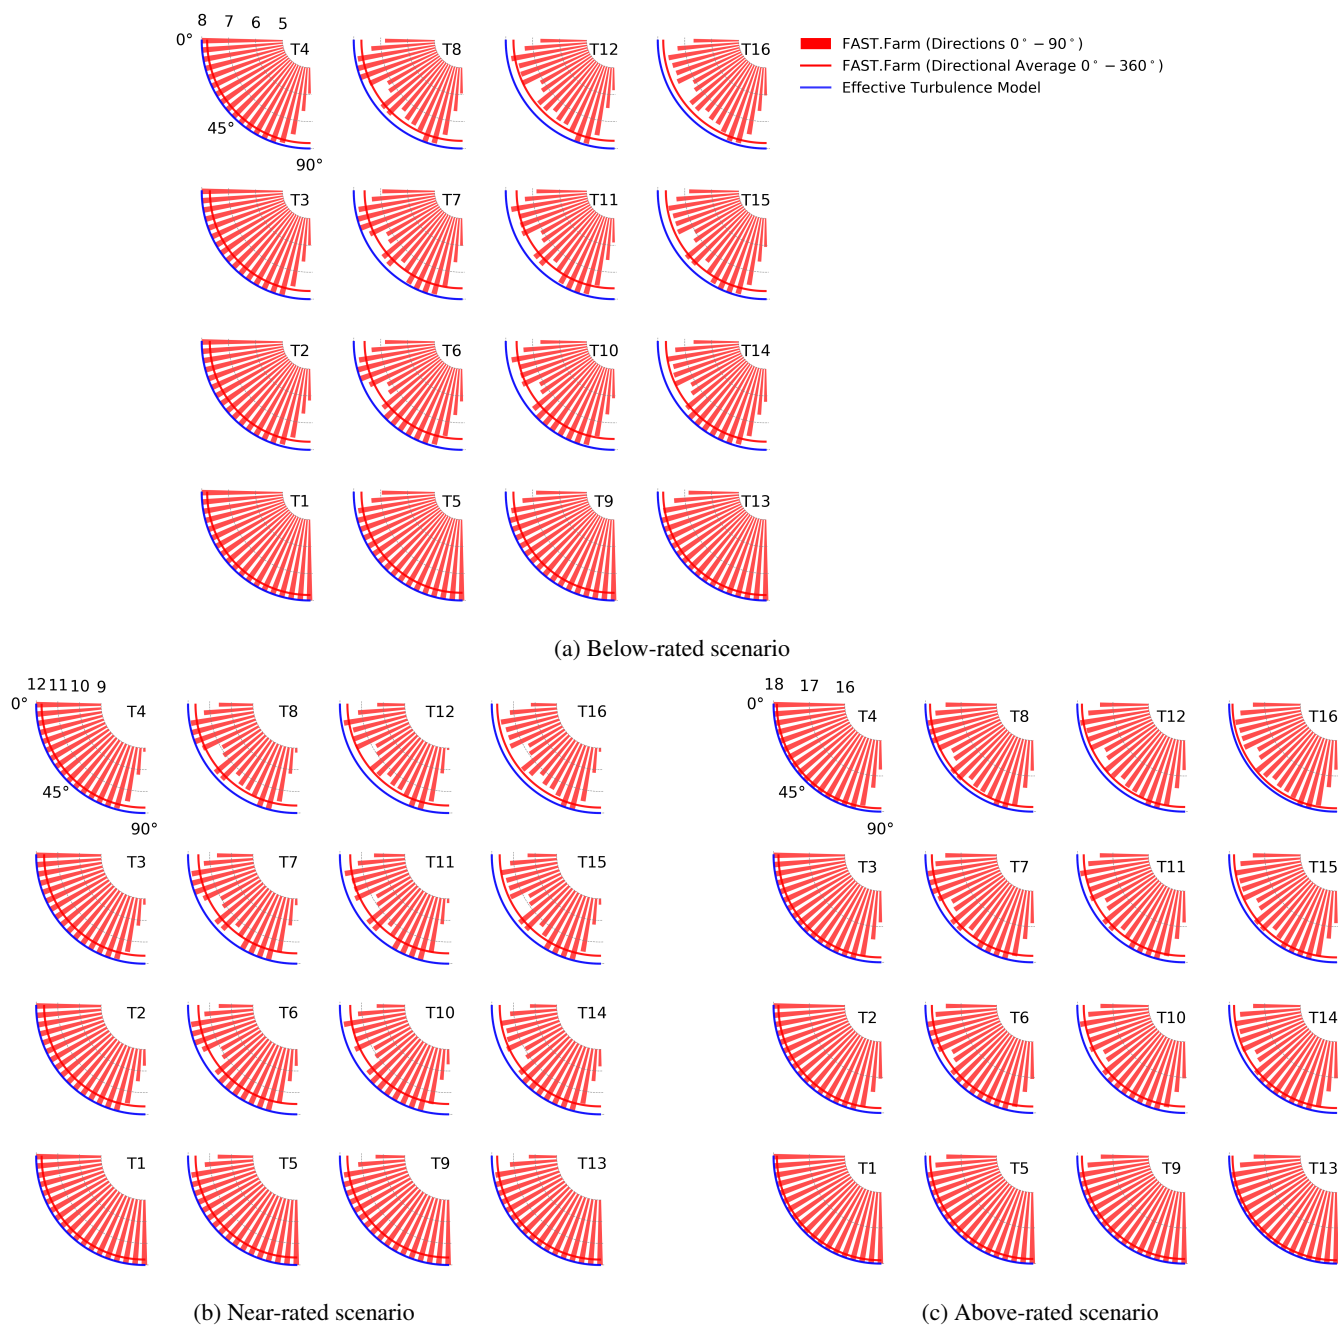 8 7 6 5
0°
T4 T8 T12 T16
45°
90°
FAST.Farm (Directions 0° − 90°)
FAST.Farm (Directional Average 0° − 360°)
Effective Turbulence Model
T3 T7 T11 T15
T2 T6 T10 T14
T1 T5 T9 T13
(a) Below-rated scenario
12 11 10 9
0°
T4 T8 T12 T16
45°
90°
T3 T7 T11 T15
T2 T6 T10 T14
T1 T5 T9 T13
(b) Near-rated scenario
18 17 16
0°
T4 T8 T12 T16
45°
90°
T3 T7 T11 T15
T2 T6 T10 T14
T1 T5 T9 T13
(c) Above-rated scenario